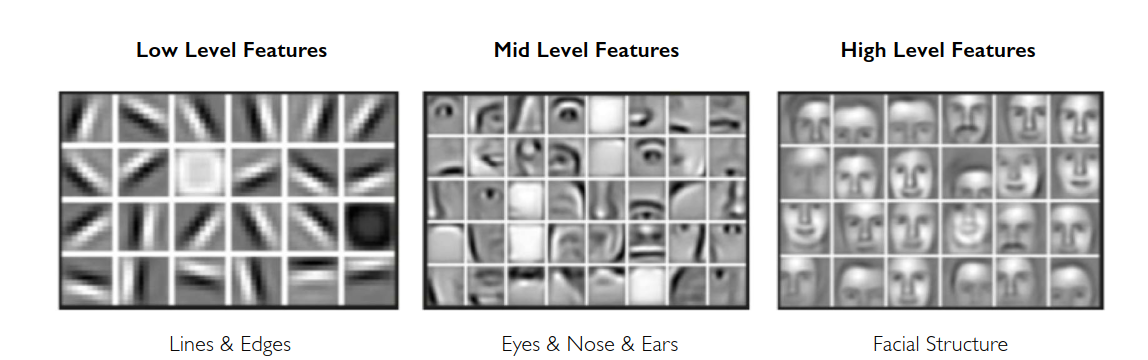 Low Level Features
Mid Level Features
High Level Features
Lines & Edges
Eyes & Nose & Ears
Facial Structure